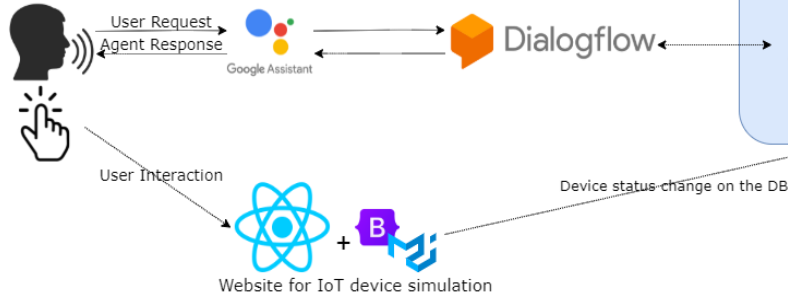 User Request
Agent Response
Google Assistant
Dialogflow
User Interaction
Device status change on the DB
B
+
Website for IoT device simulation